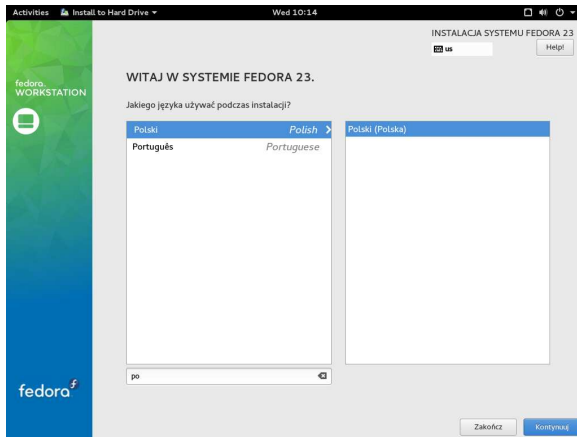 Activities Install to Hard Drive Wed 10:14
INSTALACJA SYSTEMU FEDORA 23
us Help!
fedora
WORKSTATION
WITAJ W SYSTEMIE FEDORA 23.
Jakiego języka używać podczas instalacji?
Polski Polish Polski (Polska)
Português Portuguese
po
fedora
Zakończ Kontynuuj